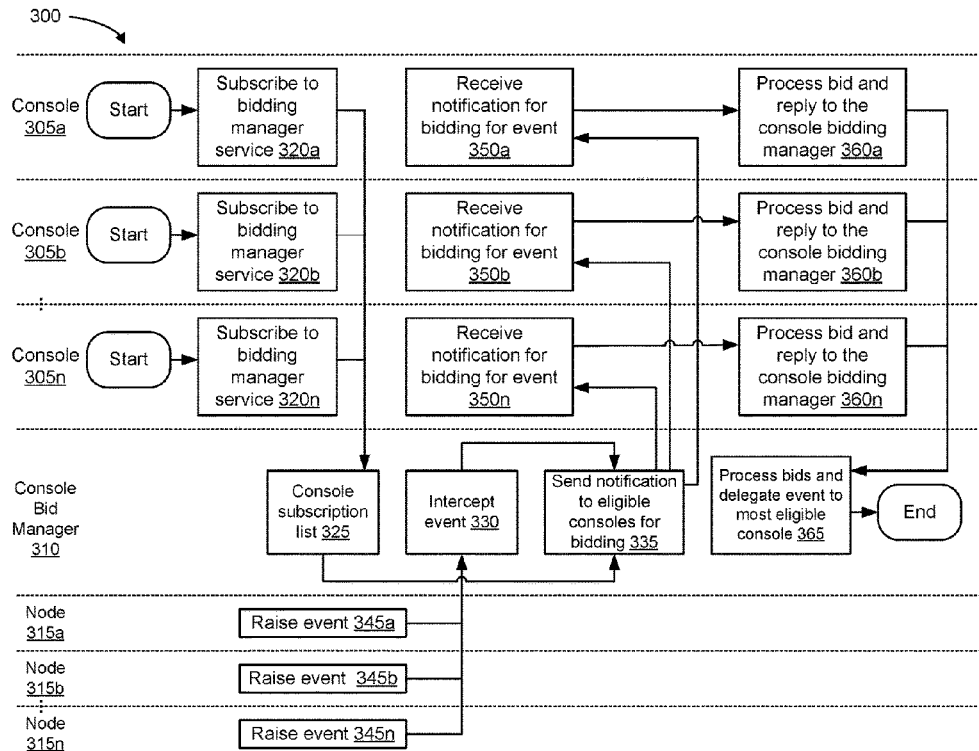 300
Console
305a
Start
Subscribe to
bidding
manager
service 320a
Receive
notification for
bidding for event
350a
Process bid and
reply to the
console bidding
manager 360a
Console
305b
Start
Subscribe to
bidding
manager
service 320b
Receive
notification for
bidding for event
350b
Process bid and
reply to the
console bidding
manager 360b
Console
305n
Start
Subscribe to
bidding
manager
service 320n
Receive
notification for
bidding for event
350n
Process bid and
reply to the
console bidding
manager 360n
Console
Bid
Manager
310
Console
subscription
list 325
Intercept
event 330
Send notification
to eligible
consoles for
bidding 335
Process bids and
delegate event to
most eligible
console 365
End
Node
315a
Raise event 345a
Node
315b
Raise event 345b
Node
315n
Raise event 345n